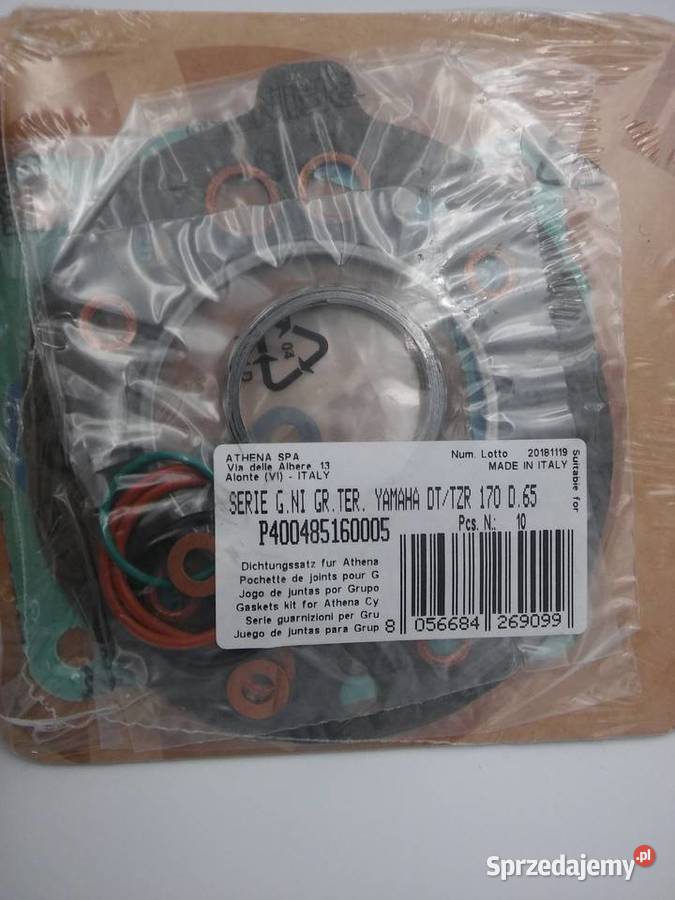 04
ATHENA SPA
Via delle Albere, 13
Alonte (VI) - ITALY
Num. Lotto 20181119
MADE IN ITALY
Suitable for
SERIE G.NI GR.TER. YAMAHA DT/TZR 170 D.65
P400485160005
Pcs. N.: 10
Dichtungssatz fur Athena
Pochette de joints pour G
Jogo de juntas por Grupo
Gaskets kit for Athena Cy
Serie guarnizioni per Gru
Juego de juntas para Grup
8 056684 269099
Sprzedajemy.pl